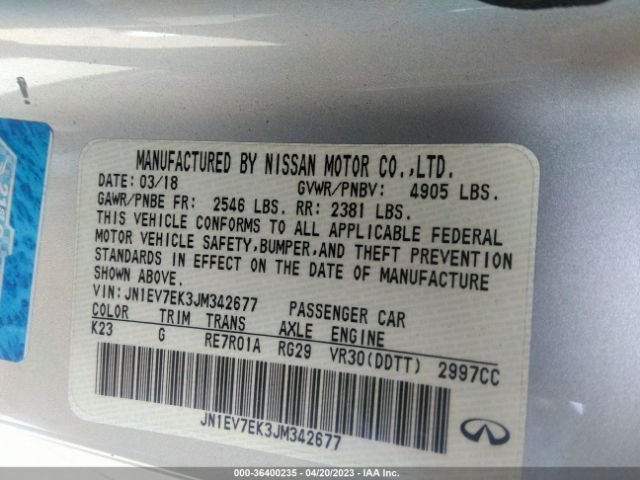 MANUFACTURED BY NISSAN MOTOR CO.,LTD.
DATE: 03/18 GVWR/PNBV: 4905 LBS.
GAWR/PNBE FR: 2546 LBS. RR: 2381 LBS.
THIS VEHICLE CONFORMS TO ALL APPLICABLE FEDERAL
MOTOR VEHICLE SAFETY,BUMPER,AND THEFT PREVENTION
STANDARDS IN EFFECT ON THE DATE OF MANUFACTURE
SHOWN ABOVE.
VIN:JN1EV7EK3JM342677 PASSENGER CAR
COLOR TRIM TRANS AXLE ENGINE
K23 G RE7R01A RG29 VR30(DDTT) 2997CC
JN1EV7EK3JM342677
000-36400235 - 04/20/2023 - IAA Inc.